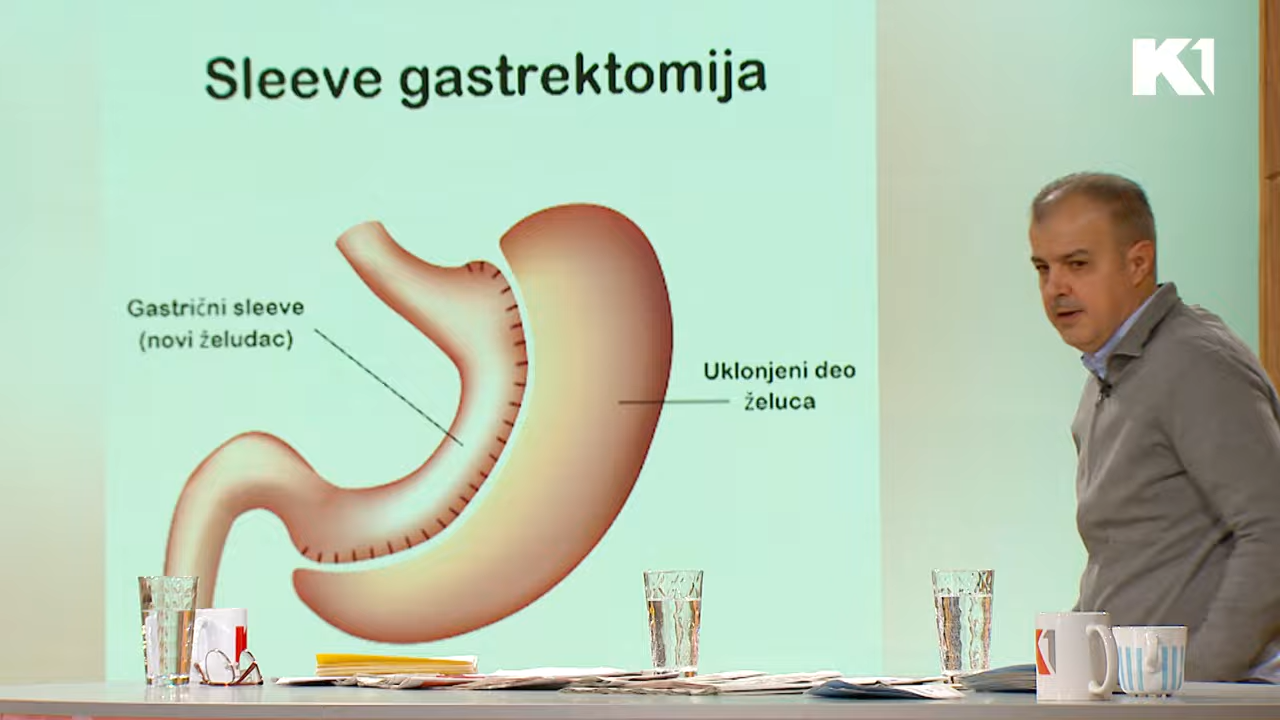 Sleeve gastrektomija
K1
Gastrični sleeve
(novi želudac)
Uklonjeni deo
želuca